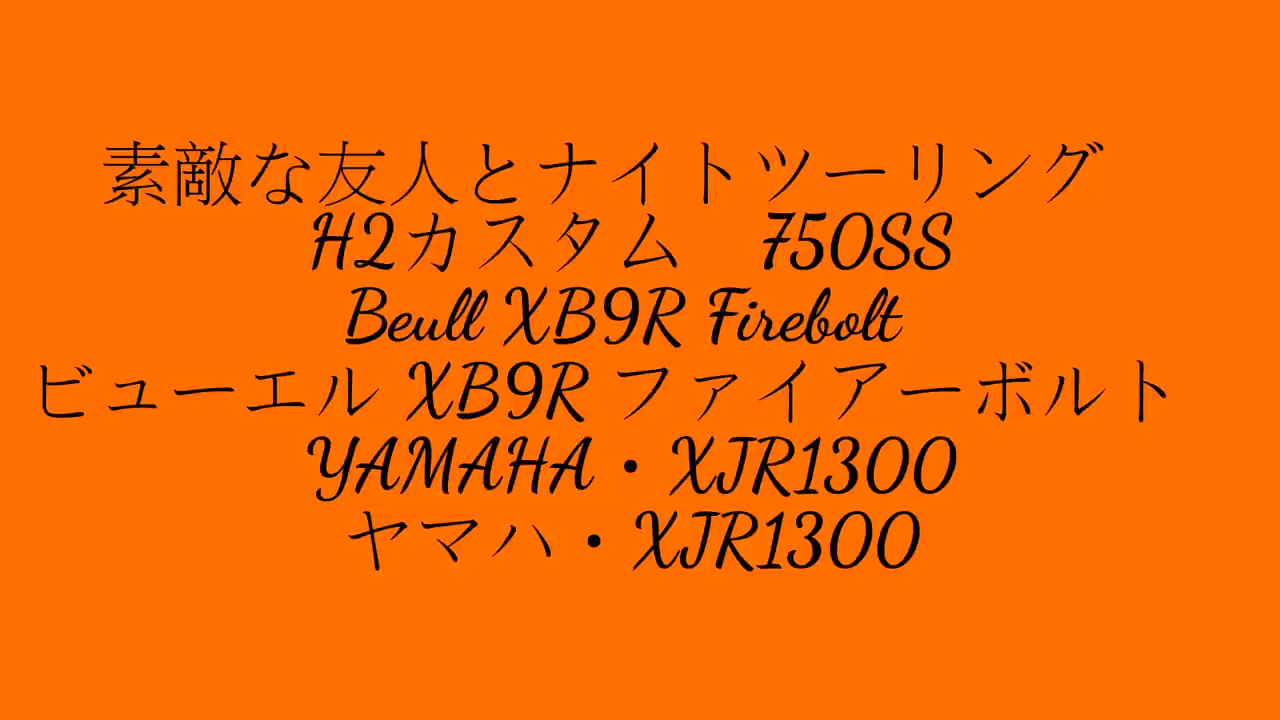 素敵な友人とナイトツーリング
H2カスタム　750SS
Beull XB9R Firebolt
ビューエル XB9R ファイアーボルト
YAMAHA・XJR1300
ヤマハ・XJR1300